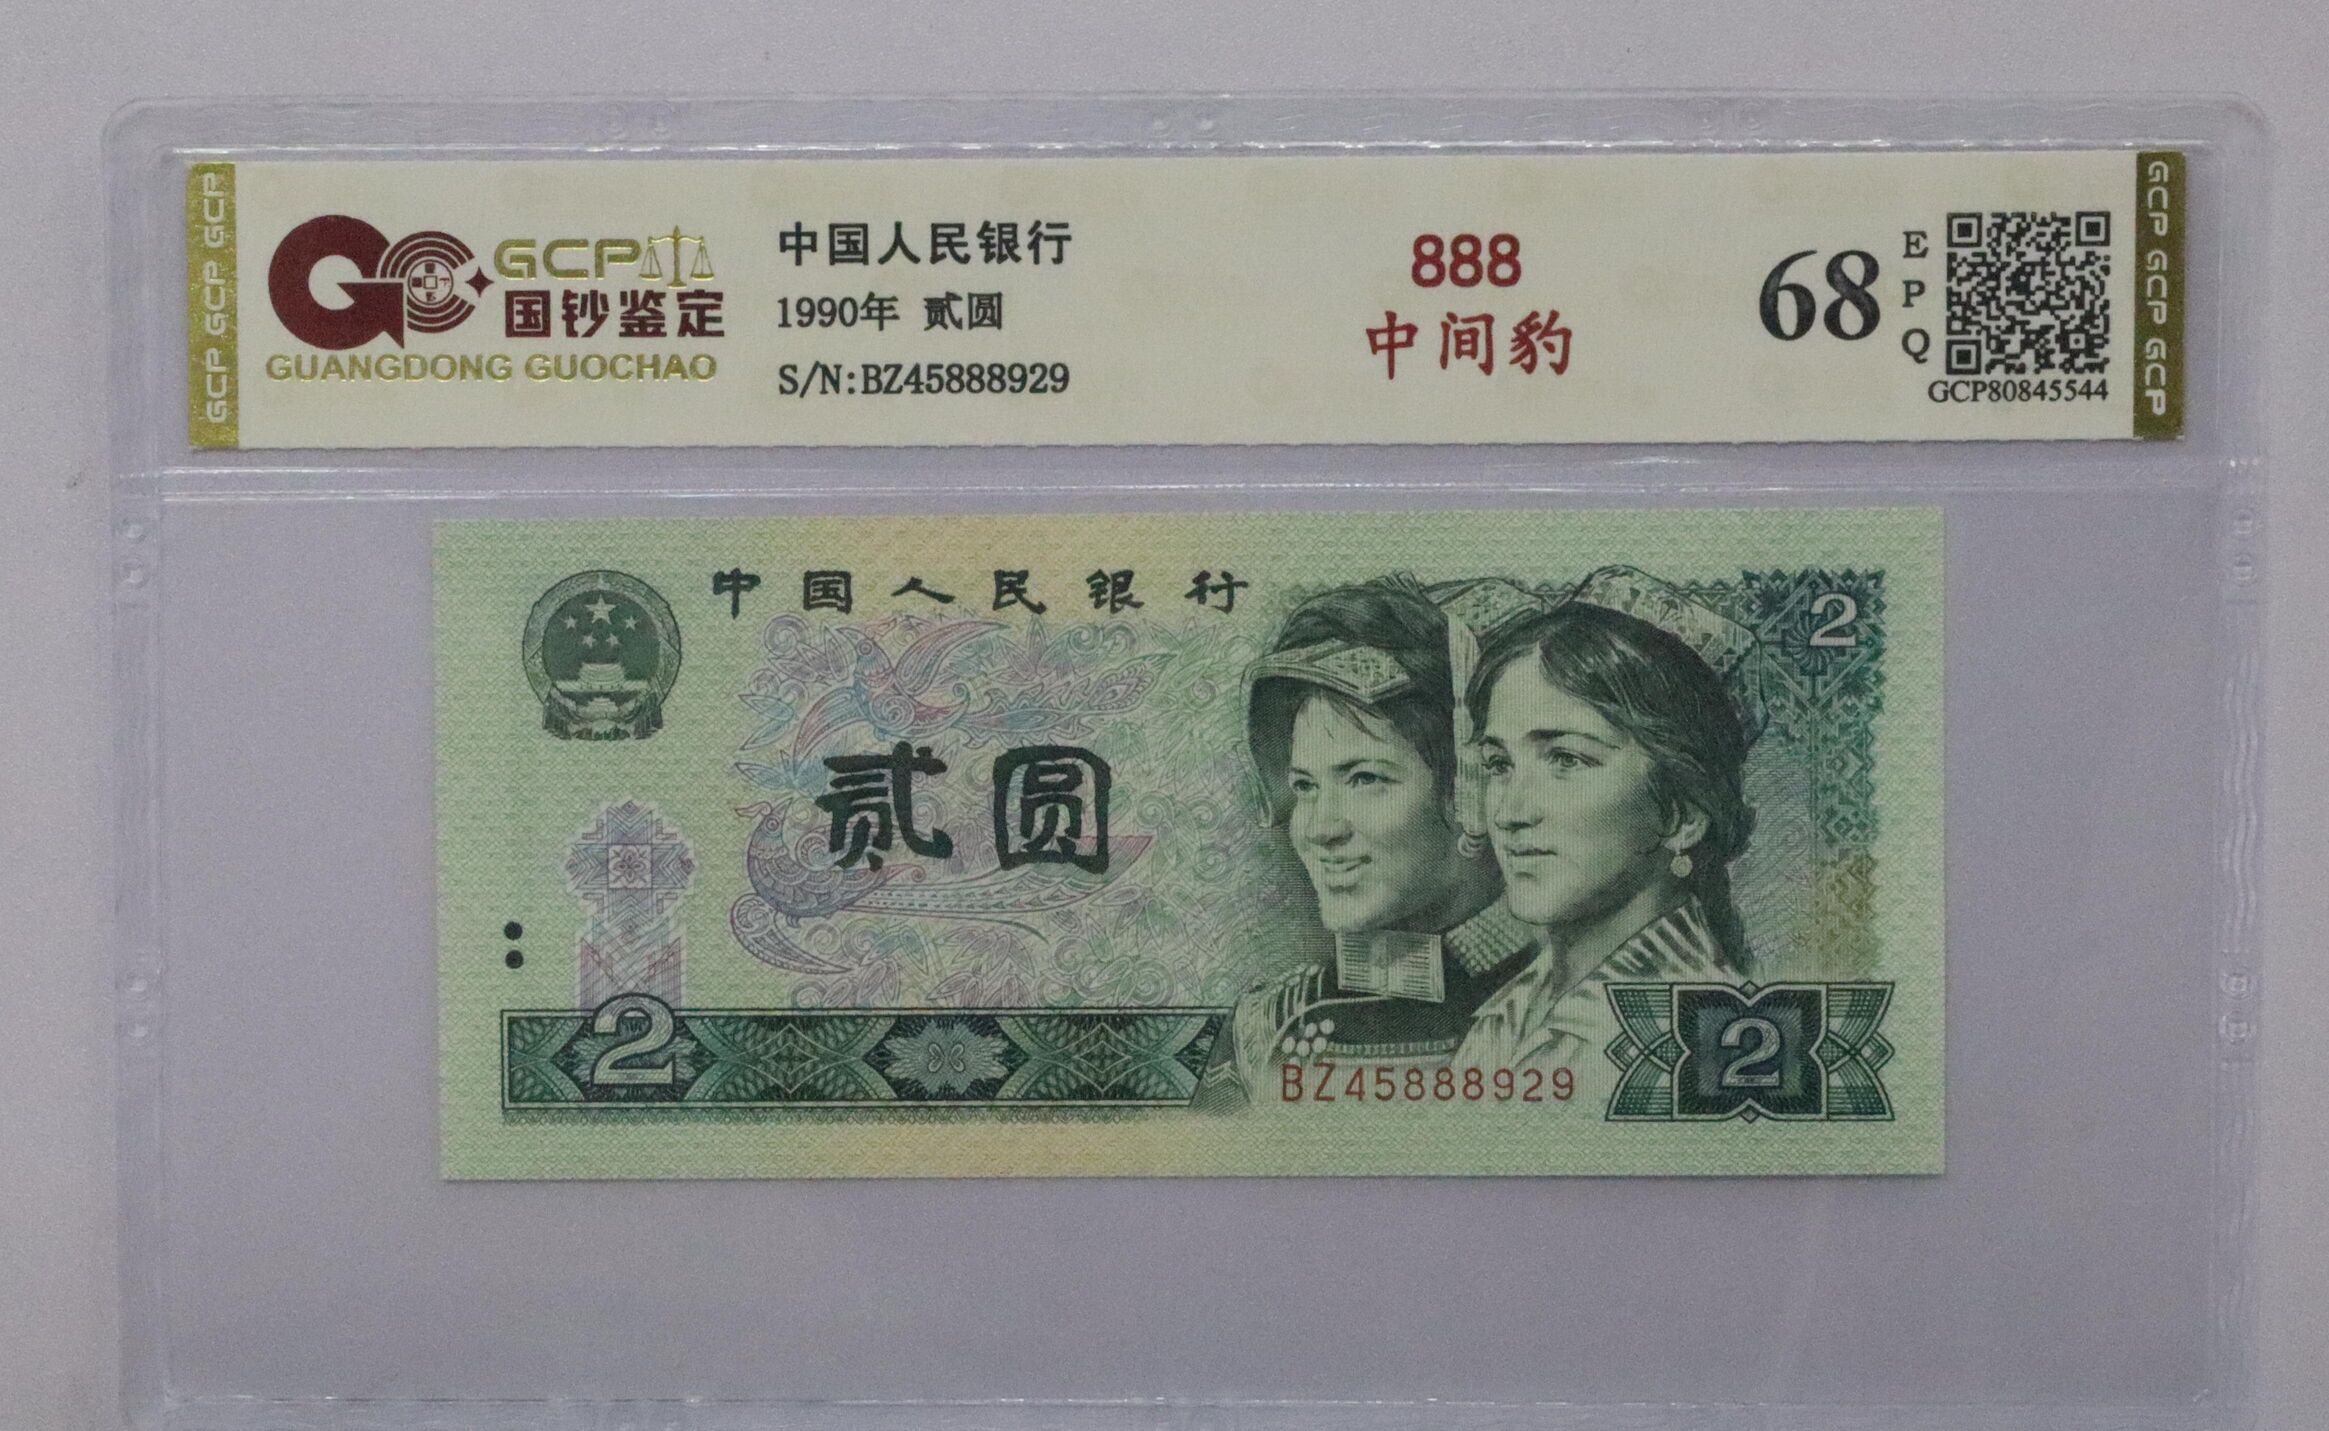 GCP GCP GCP
GCP
国钞鉴定
GUANGDONG GUOCHAO
中国人民银行
1990年 贰圆
S/N:BZ45888929
888
中间豹
68
EPQ
GCP80845544
GCP GCP GCP
中国人民银行
2
贰圆
2
BZ45888929
2